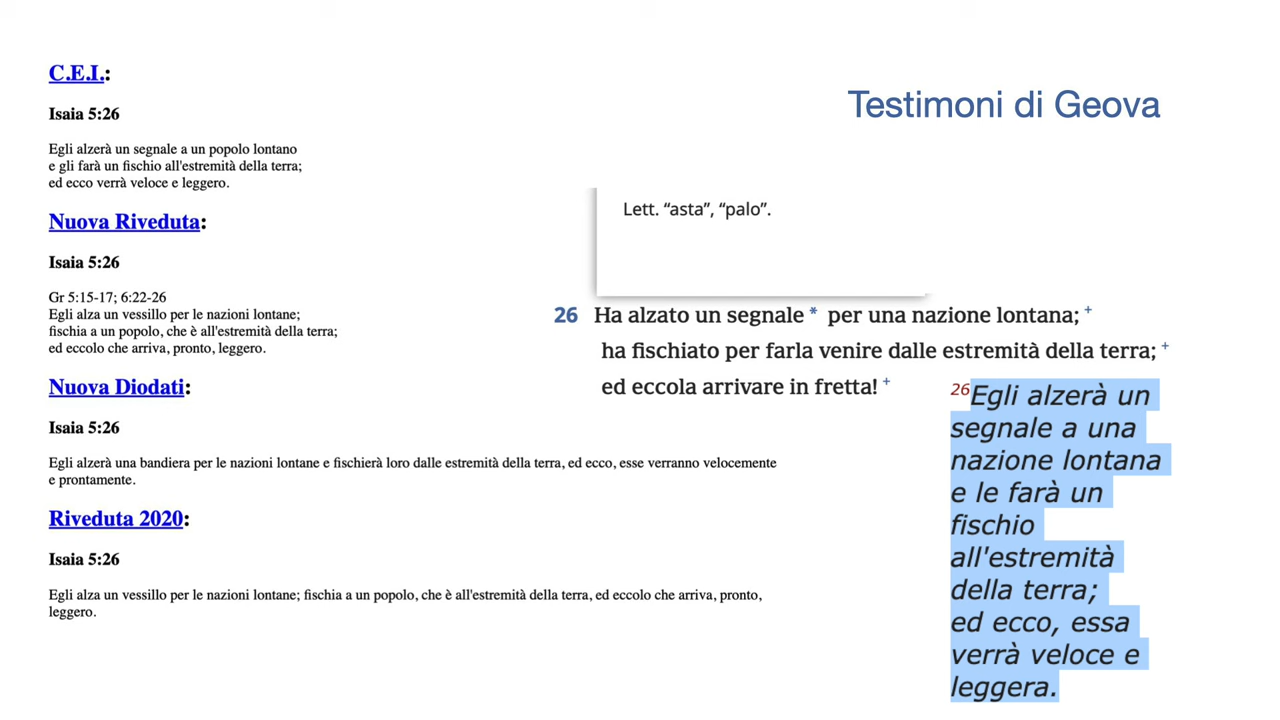 C.E.I.:
Isaia 5:26
Egli alzerà un segnale a un popolo lontano
e gli farà un fischio all'estremità della terra;
ed ecco verrà veloce e leggero.
Nuova Riveduta:
Isaia 5:26
Gr 5:15-17; 6:22-26
Egli alza un vessillo per le nazioni lontane;
fischia a un popolo, che è all'estremità della terra;
ed eccolo che arriva, pronto, leggero.
Nuova Diodati:
Isaia 5:26
Egli alzerà una bandiera per le nazioni lontane e fischierà loro dalle estremità della terra, ed ecco, esse verranno velocemente
e prontamente.
Riveduta 2020:
Isaia 5:26
Egli alza un vessillo per le nazioni lontane; fischia a un popolo, che è all'estremità della terra, ed eccolo che arriva, pronto,
leggero.
Testimoni di Geova
Lett. “asta”, “palo”.
26 Ha alzato un segnale * per una nazione lontana; +
ha fischiato per farla venire dalle estremità della terra; +
ed eccola arrivare in fretta! +
26Egli alzerà un
segnale a una
nazione lontana
e le farà un
fischio
all'estremità
della terra;
ed ecco, essa
verrà veloce e
leggera.